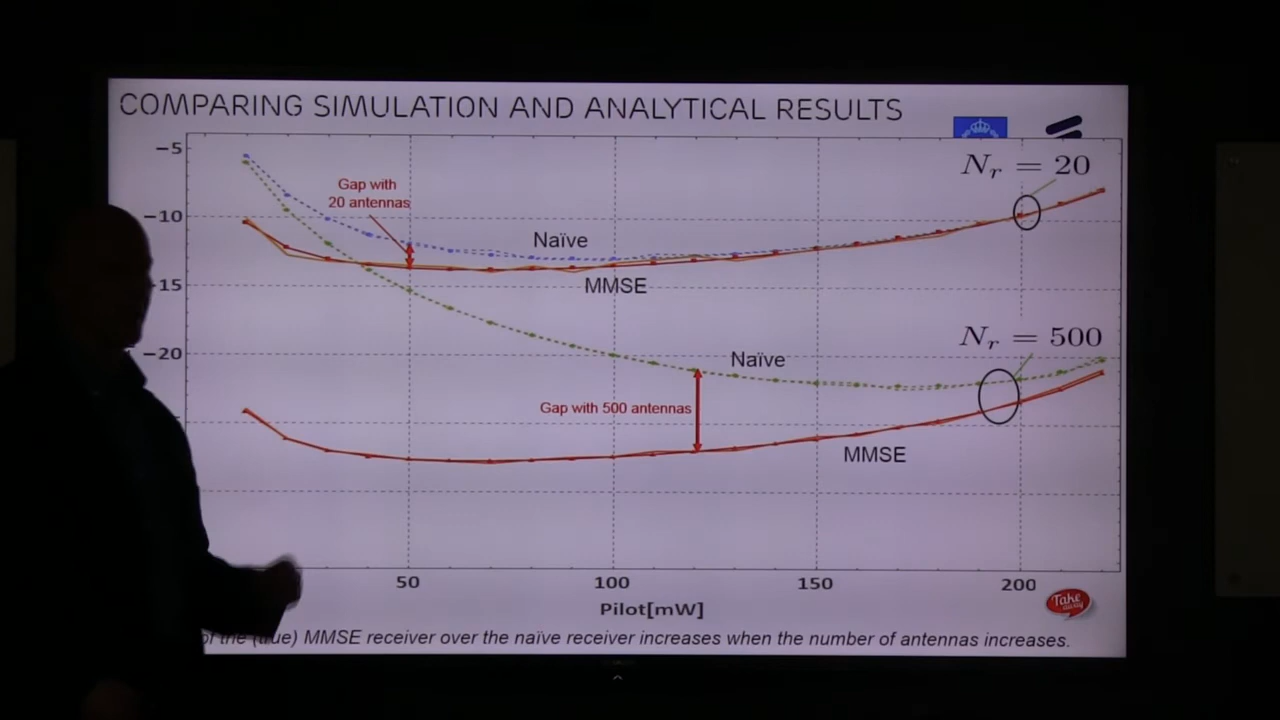 COMPARING SIMULATION AND ANALYTICAL RESULTS
−5
−10
15
−20
Nᵣ = 20
Gap with
20 antennas
Naïve
MMSE
Nᵣ = 500
Naïve
Gap with 500 antennas
MMSE
50 100 150 200
Pilot[mW]
Take
of the (true) MMSE receiver over the naïve receiver increases when the number of antennas increases.